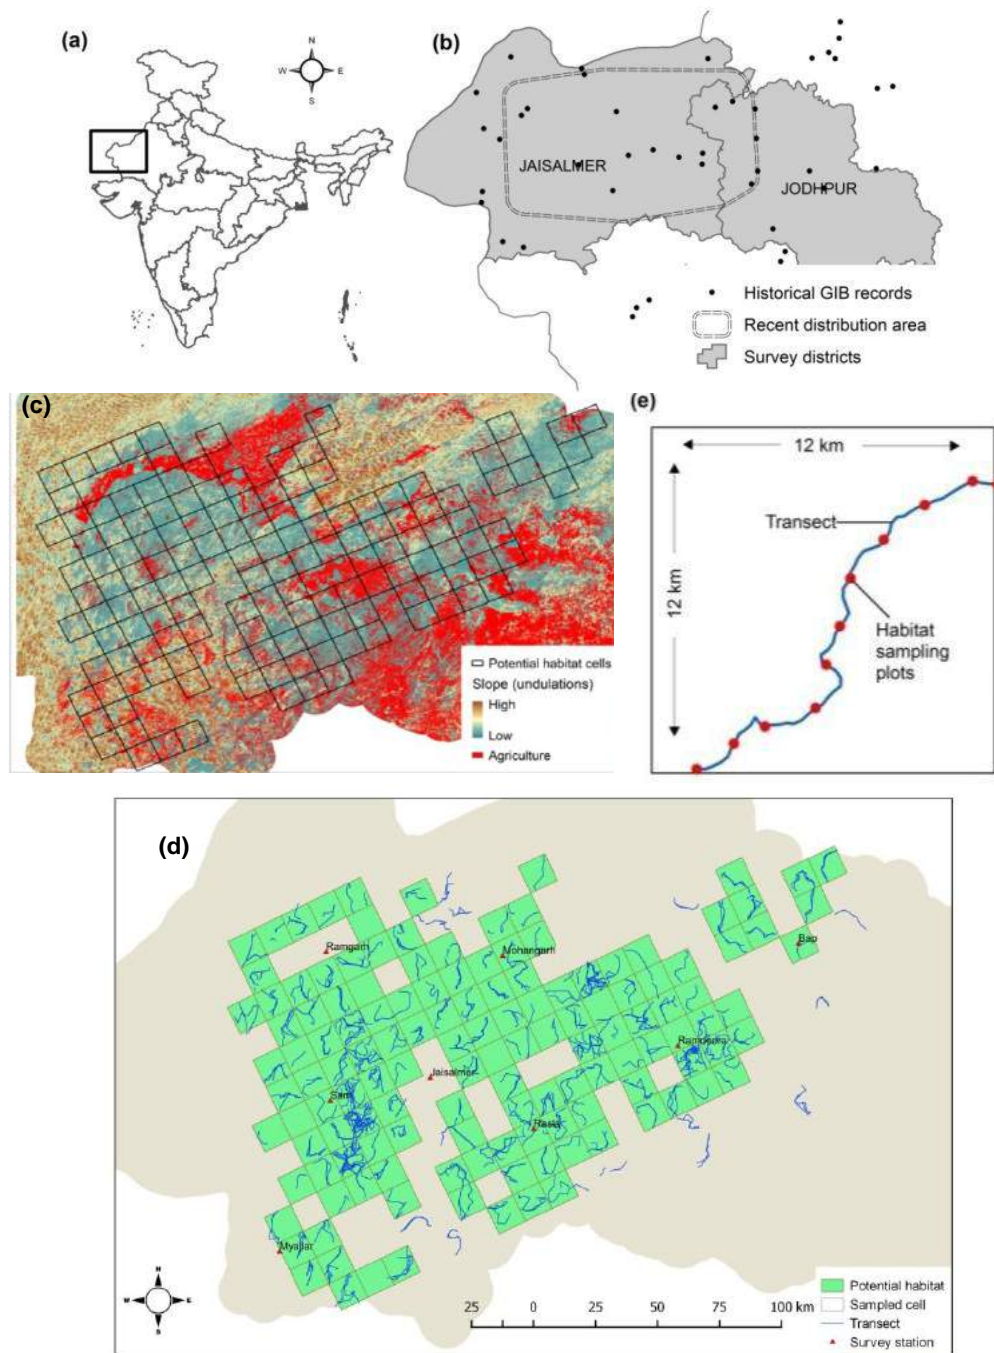 (a)
N
W
E
S
(b)
JAISALMER
JODHPUR
Historical GIB records
Recent distribution area
Survey districts
(c)
Potential habitat cells
Slope (undulations)
High
Low
Agriculture
(e)
12 km
Transect
12 km
Habitat
sampling
plots
(d)
Ramgarh
Mohangarh
Bap
Ramdevra
Jaisalmer
Sam
Rasla
Myajlar
N
W
E
S
25 0 25 50 75 100 km
Potential habitat
Sampled cell
Transect
Survey station